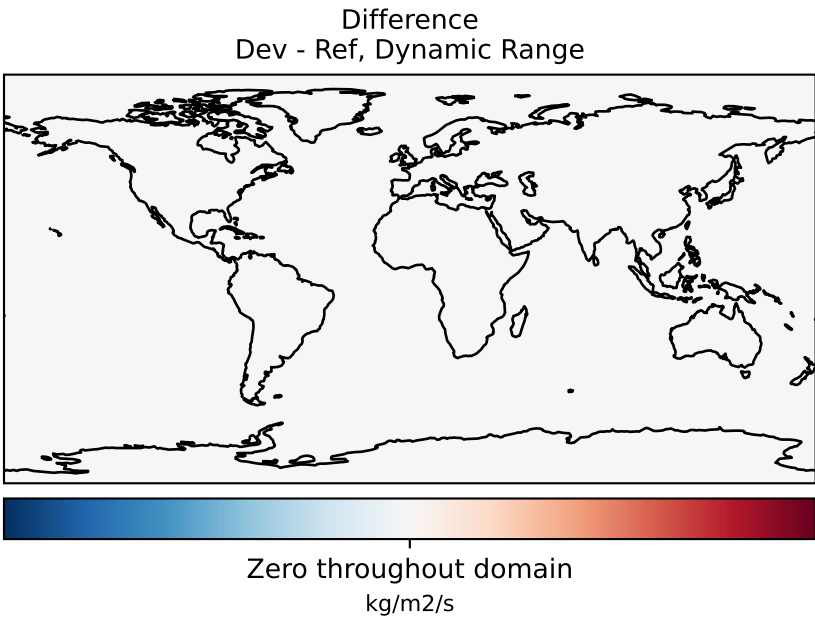 Difference
Dev - Ref, Dynamic Range
Zero throughout domain
kg/m2/s